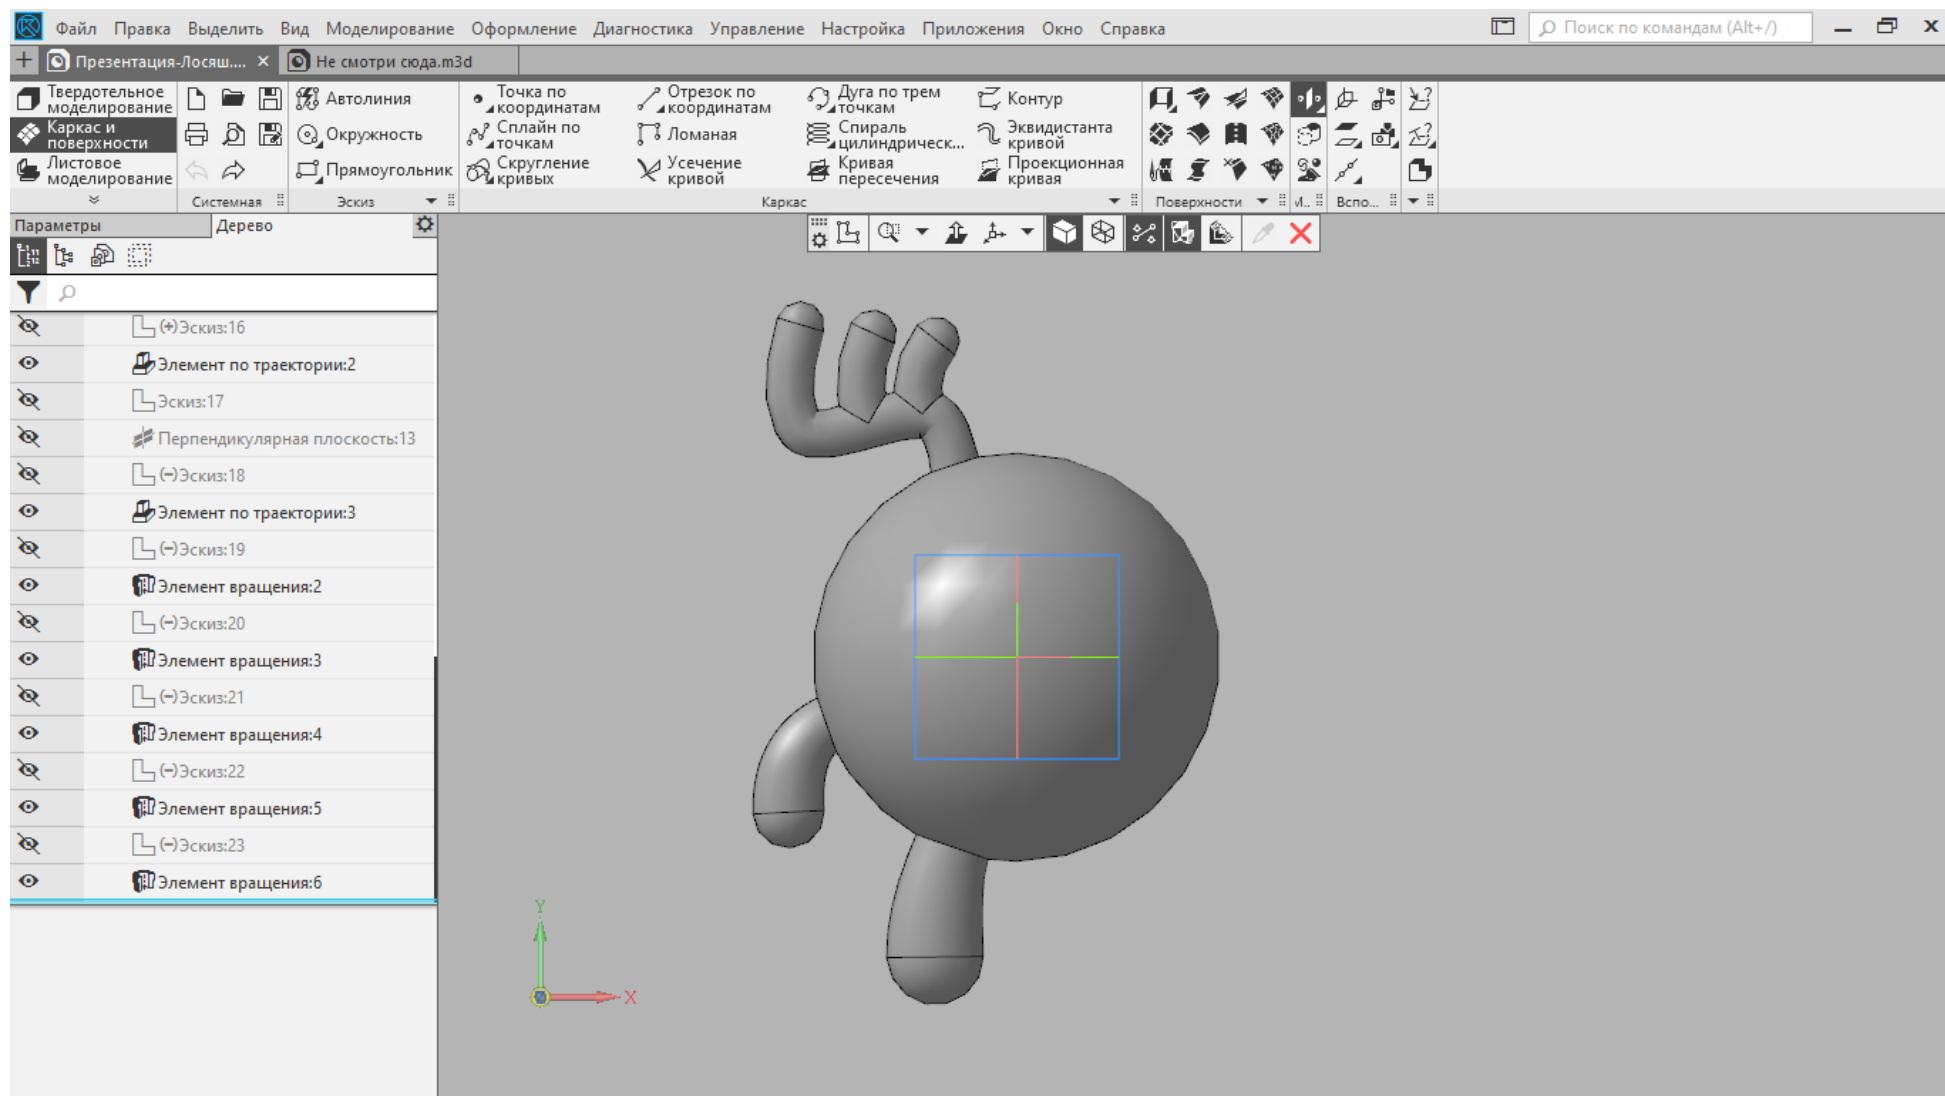 Файл Правка Выделить Вид Моделирование Оформление Диагностика Управление Настройка Приложения Окно Справка Поиск по командам (Alt+/)
Презентация-Лосяш.... Не смотри сюда.m3d
Твердотельное моделирование
Каркас и поверхности
Листовое моделирование
Системная
Автолиния
Окружность
Прямоугольник
Эскиз
Точка по координатам
Сплайн по точкам
Скругление кривых
Отрезок по координатам
Ломаная
Усечение кривой
Дуга по трем точкам
Спираль цилиндрическ...
Кривая пересечения
Контур
Эквидистанта кривой
Проекционная кривая
Каркас
Поверхности
И...
Вспо...
Параметры
Дерево
(+)Эскиз:16
Элемент по траектории:2
Эскиз:17
Перпендикулярная плоскость:13
(-)Эскиз:18
Элемент по траектории:3
(-)Эскиз:19
Элемент вращения:2
(-)Эскиз:20
Элемент вращения:3
(-)Эскиз:21
Элемент вращения:4
(-)Эскиз:22
Элемент вращения:5
(-)Эскиз:23
Элемент вращения:6
Y
X